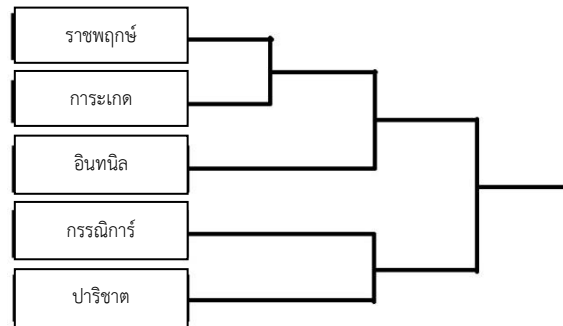 ราชพฤกษ์
การะเกด
อินทนิล
กรรณิการ์
ปาริชาต